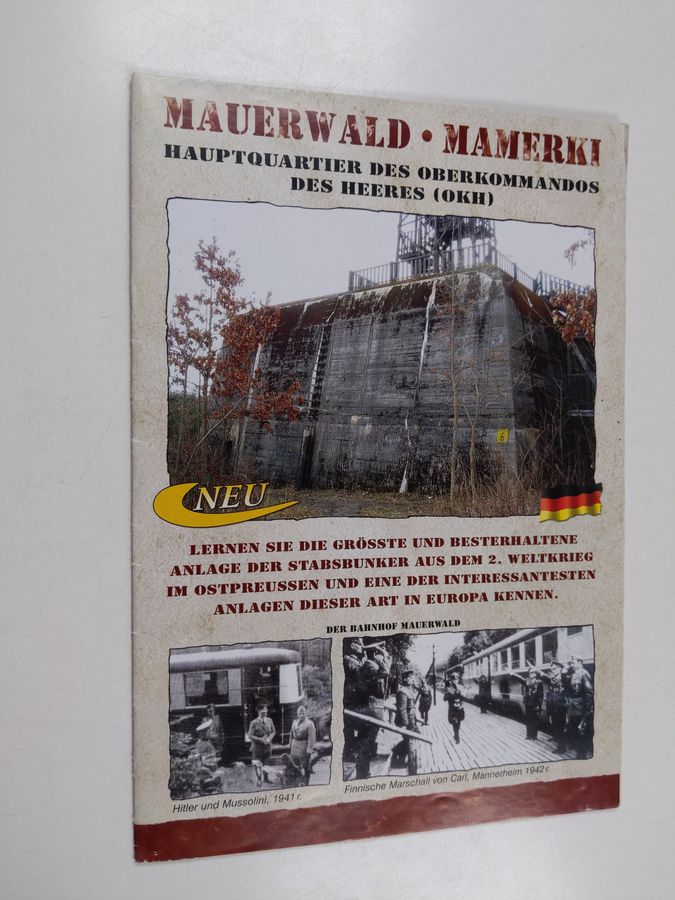 MAUERWALD • MAMERKI
HAUPTQUARTIER DES OBERKOMMANDOS
DES HEERES (OKH)
6
NEU
LERNEN SIE DIE GRÖSSTE UND BESTERHALTENE
ANLAGE DER STABSBUNKER AUS DEM 2. WELTKRIEG
IM OSTPREUSSEN UND EINE DER INTERESSANTESTEN
ANLAGEN DIESER ART IN EUROPA KENNEN.
DER BAHNHOF MAUERWALD
Hitler und Mussolini, 1941 r.
Finnische Marschall von Carl, Mannerheim 1942 r.